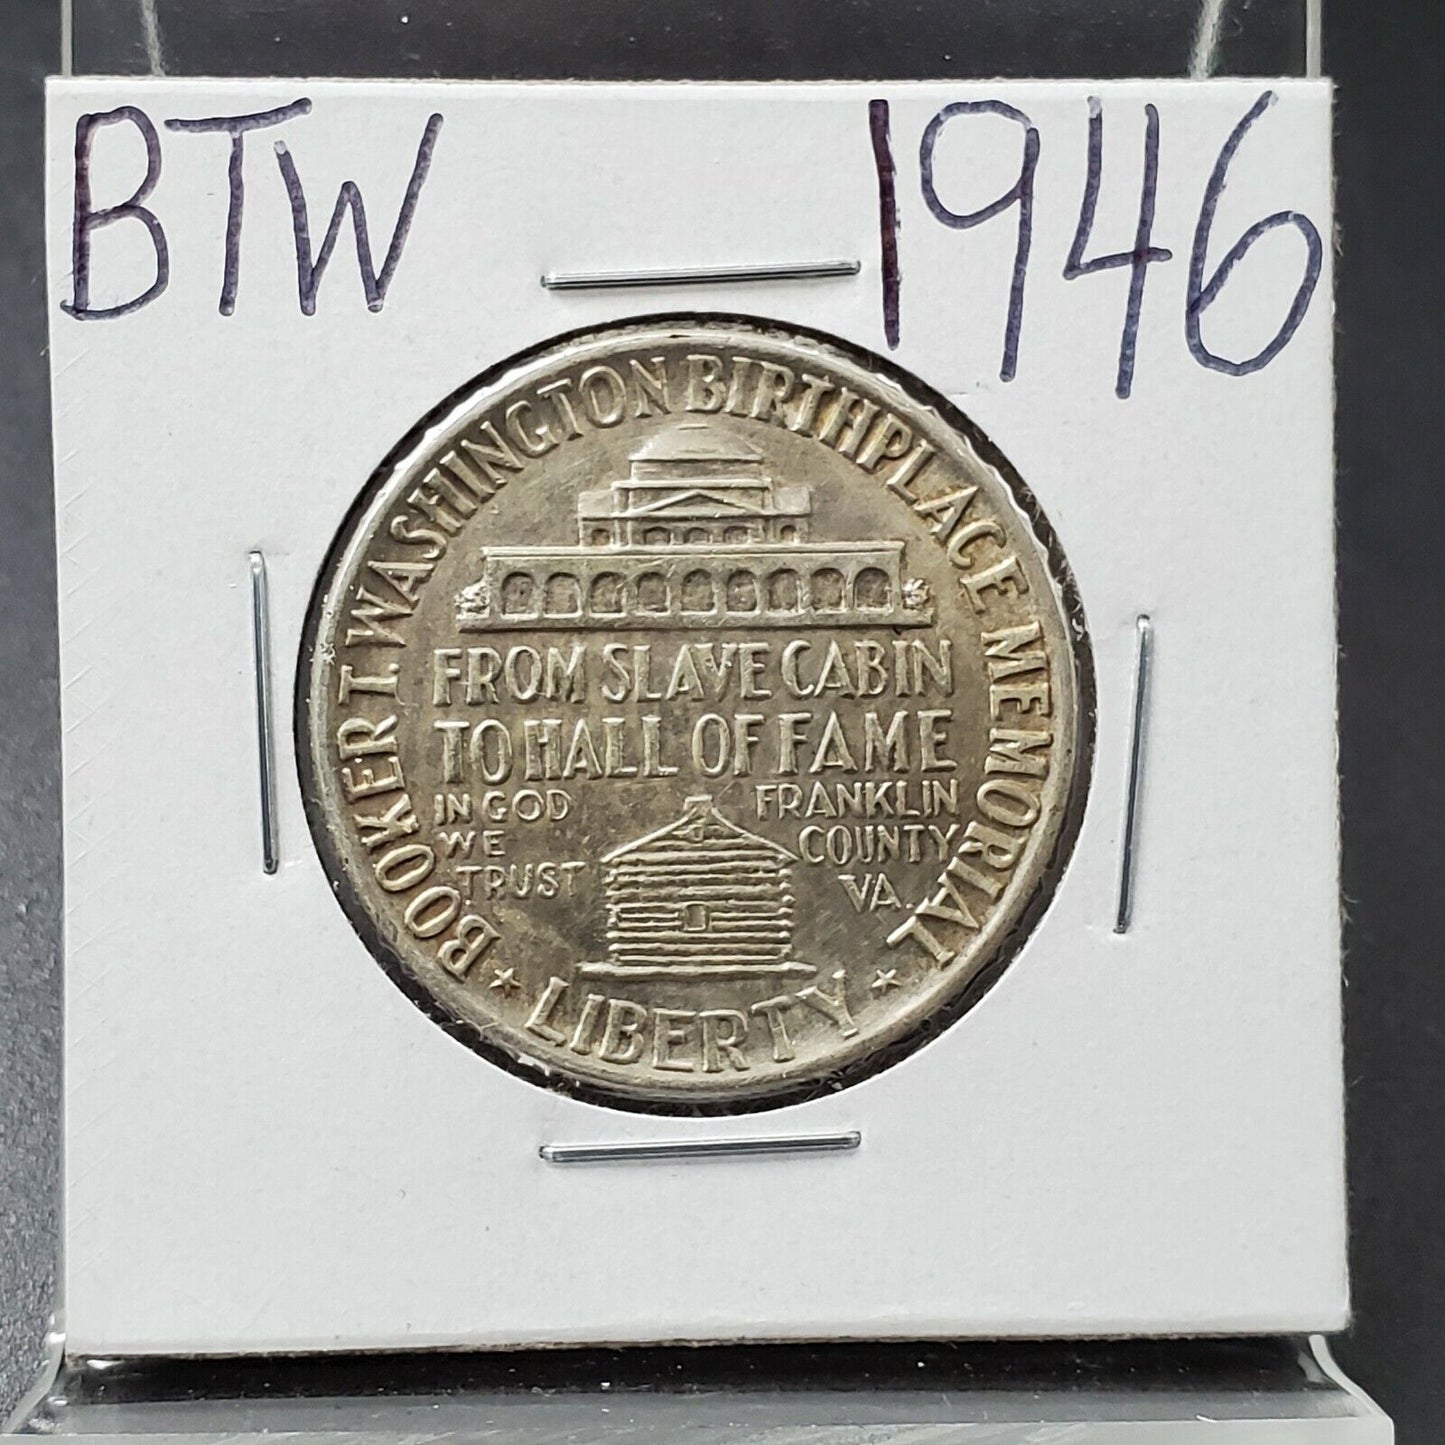 BTW 1946
BOOKER T. WASHINGTON BIRTHPLACE MEMORIAL
FROM SLAVE CABIN
TO HALL OF FAME
IN GOD
WE
TRUST
FRANKLIN
COUNTY
VA.
LIBERTY